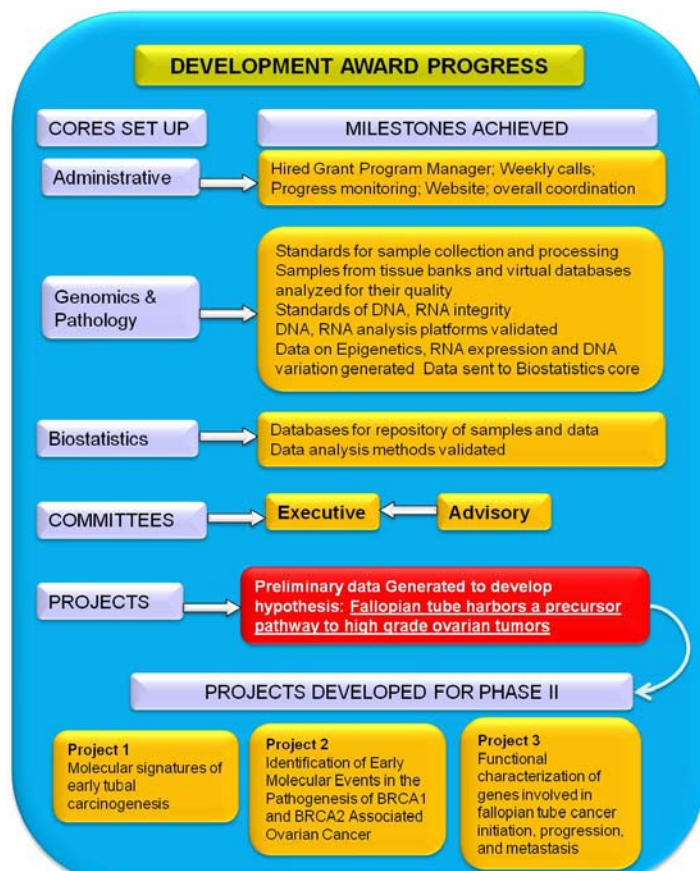 DEVELOPMENT AWARD PROGRESS
CORES SET UP
MILESTONES ACHIEVED
Administrative
Hired Grant Program Manager; Weekly calls;
Progress monitoring; Website; overall coordination
Genomics &
Pathology
Standards for sample collection and processing
Samples from tissue banks and virtual databases
analyzed for their quality
Standards of DNA, RNA integrity
DNA, RNA analysis platforms validated
Data on Epigenetics, RNA expression and DNA
variation generated Data sent to Biostatistics core
Biostatistics
Databases for repository of samples and data
Data analysis methods validated
COMMITTEES
Executive
Advisory
PROJECTS
Preliminary data Generated to develop
hypothesis: Fallopian tube harbors a precursor
pathway to high grade ovarian tumors
PROJECTS DEVELOPED FOR PHASE II
Project 1
Molecular signatures of
early tubal
carcinogenesis
Project 2
Identification of Early
Molecular Events in the
Pathogenesis of BRCA1
and BRCA2 Associated
Ovarian Cancer
Project 3
Functional
characterization of
genes involved in
fallopian tube cancer
initiation, progression,
and metastasis